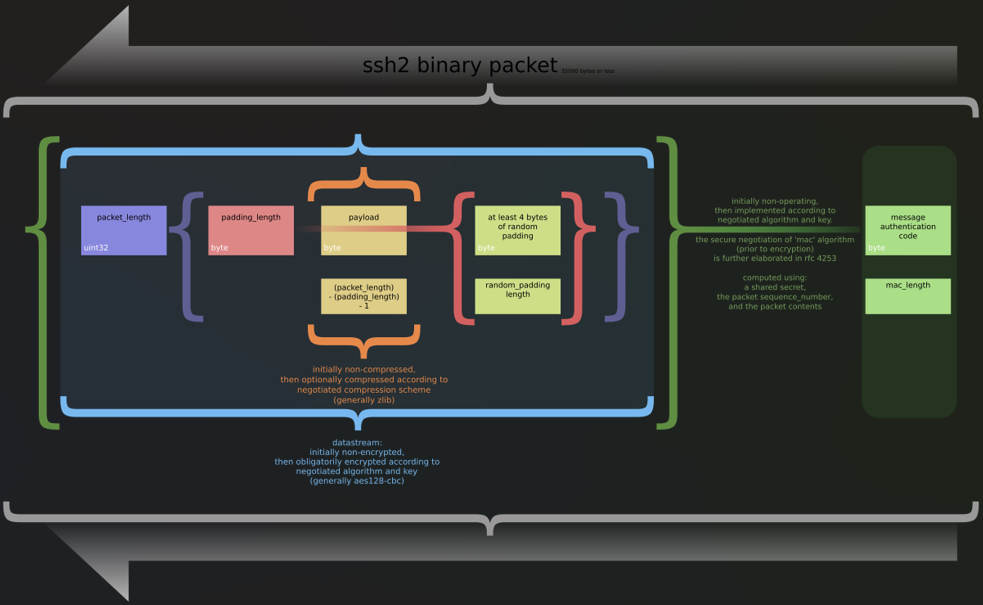 ssh2 binary packet 35000 bytes or less
packet_length
uint32
padding_length
byte
payload
byte
(packet_length)
- (padding_length)
- 1
at least 4 bytes
of random
padding
byte
random_padding
length
initially non-operating,
then implemented according to
negotiated algorithm and key.
the secure negotiation of 'mac' algorithm
(prior to encryption)
is further elaborated in rfc 4253
computed using:
a shared secret,
the packet sequence_number,
and the packet contents
message
authentication
code
byte
mac_length
initially non-compressed,
then optionally compressed according to
negotiated compression scheme
(generally zlib)
datastream:
initially non-encrypted,
then obligatorily encrypted according to
negotiated algorithm and key
(generally aes128-cbc)